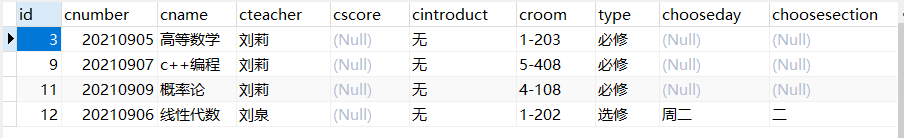 id cnumber cname cteacher cscore cintroduct croom type chooseday choosesection
3 20210905 高等数学 刘莉 (Null) 无 1-203 必修 (Null) (Null)
9 20210907 c++编程 刘莉 (Null) 无 5-408 必修 (Null) (Null)
11 20210909 概率论 刘莉 (Null) 无 4-108 必修 (Null) (Null)
12 20210906 线性代数 刘泉 (Null) 无 1-202 选修 周二 二